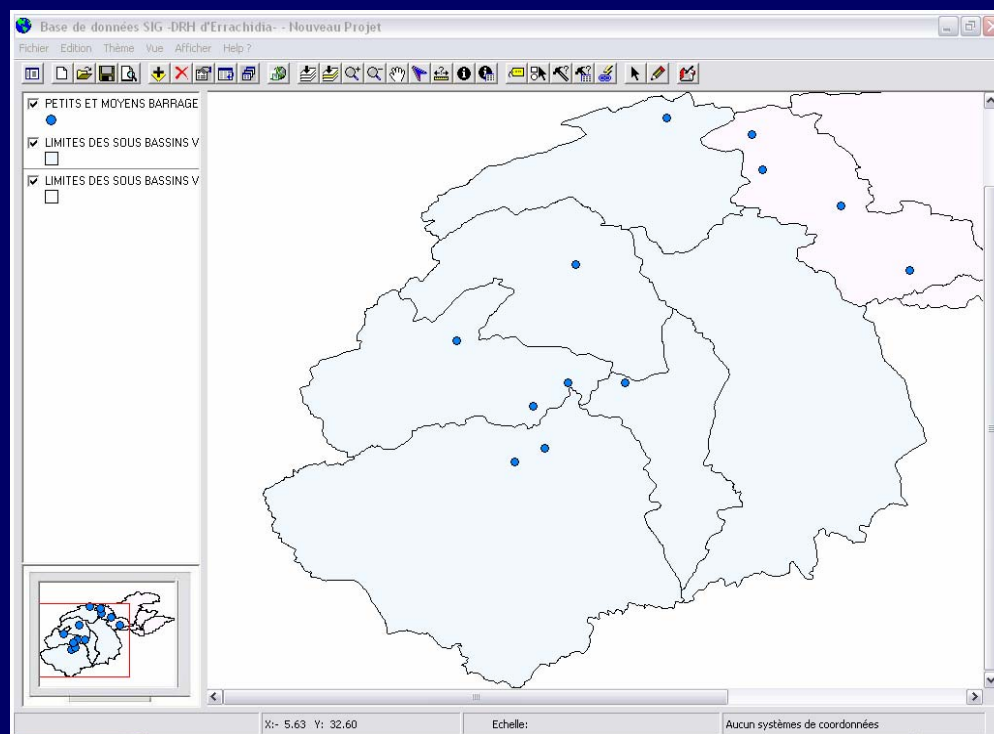 Base de données SIG -DRH d'Errachidia- - Nouveau Projet
Fichier Edition Thème Vue Afficher Help ?
PETITS ET MOYENS BARRAGE
LIMITES DES SOUS BASSINS V
LIMITES DES SOUS BASSINS V
X:- 5.63 Y: 32.60 Echelle: Aucun systèmes de coordonnées